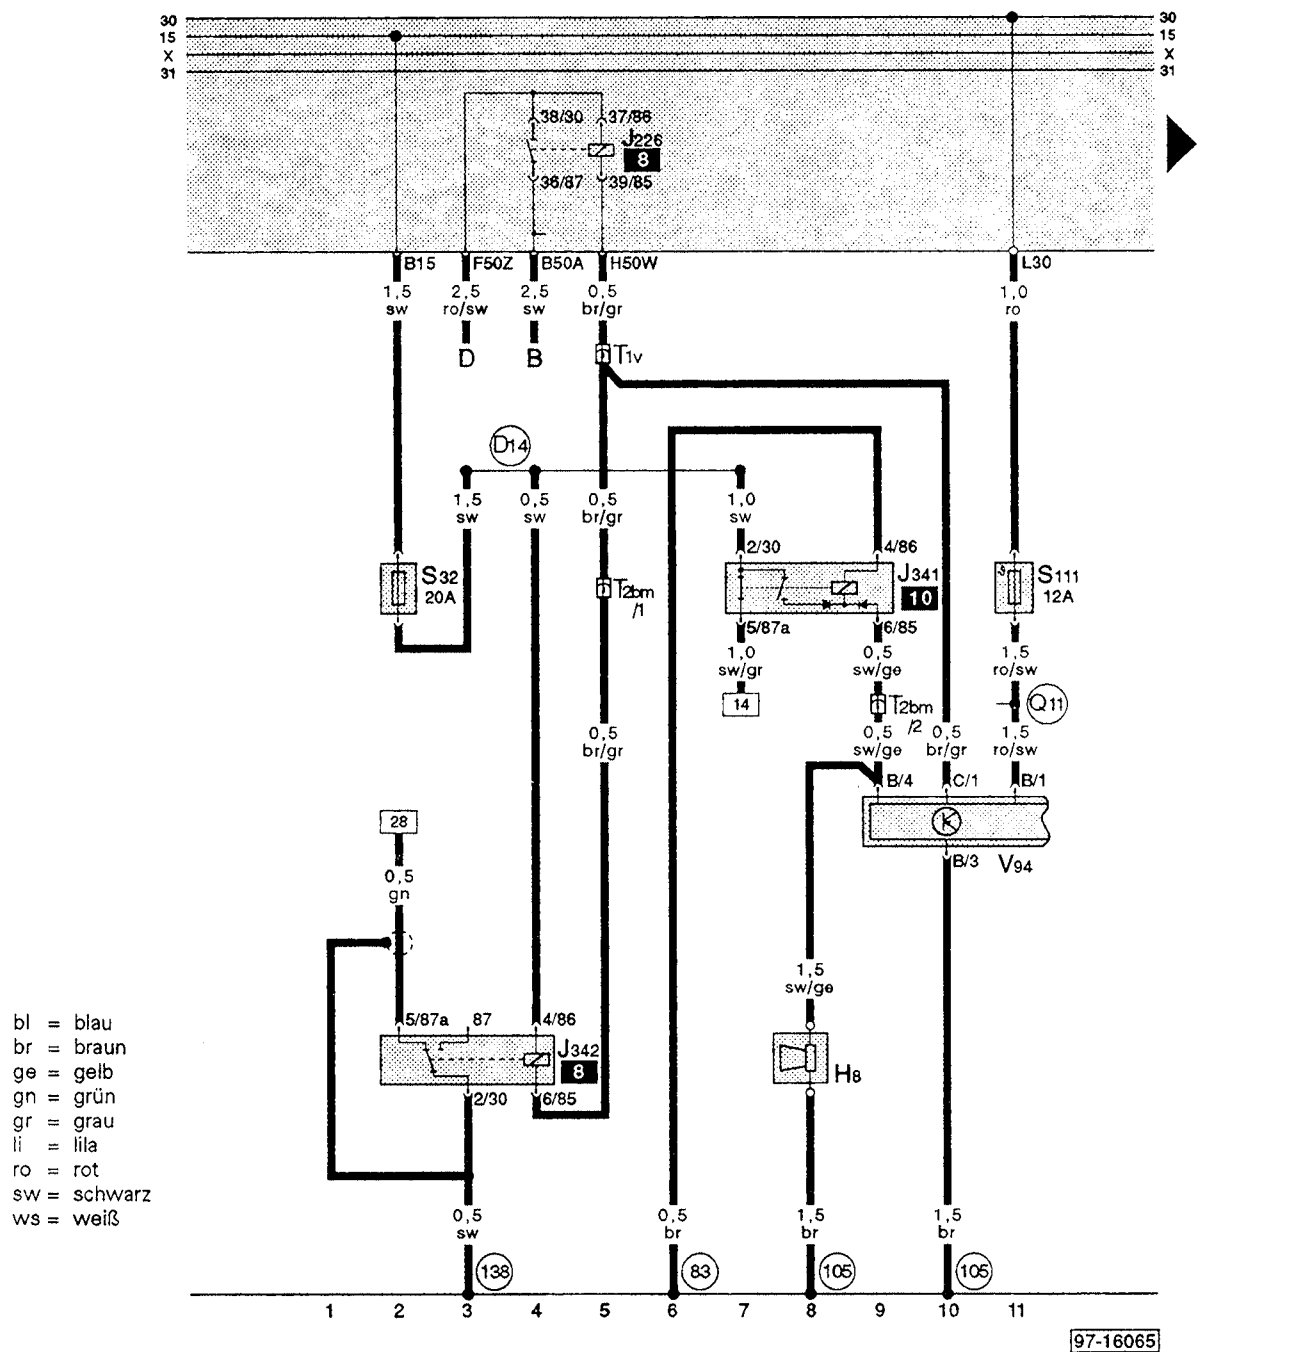 30 30
15 15
X X
31 31
38/30 37/86
J226
8
36/87 39/85
B15 F50Z B50A H50W L30
1,5 2,5 2,5 0,5 1,0
sw ro/sw sw br/gr ro
D B T1v
D14
1,5 0,5 0,5 1,0
sw sw br/gr sw
2/30 4/86
S32 J341 S111
20A T2bm 10 12A
/1
5/87a 6/85
1,0 0,5 1,5
sw/gr sw/ge ro/sw
14 T2bm Q11
/2
0,5 0,5 0,5 1,5
br/gr sw/ge br/gr ro/sw
B/4 C/1 B/1
28
B/3 V94
0,5
gn
1,5
sw/ge
5/87a 87 4/86
J342
8
H8
2/30 6/85
bl = blau
br = braun
ge = gelb
gn = grün
gr = grau
li = lila
ro = rot
sw = schwarz
ws = weiß
0,5 0,5 1,5 1,5
sw br br br
138 83 105 105
1 2 3 4 5 6 7 8 9 10 11
97-16065